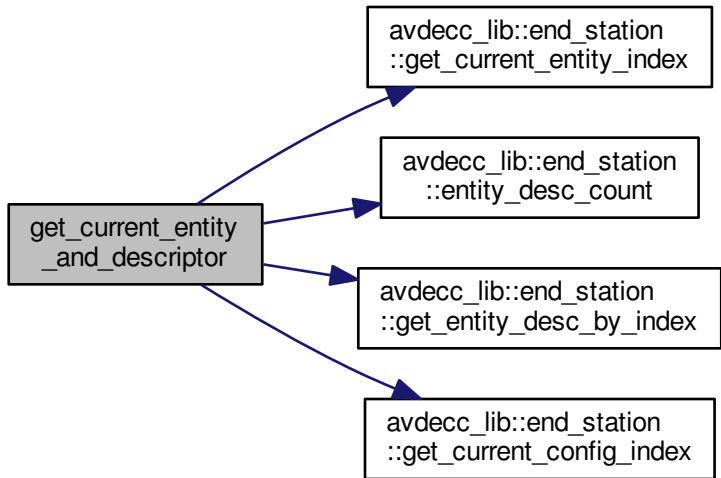 avdecc_lib::end_station
::get_current_entity_index
avdecc_lib::end_station
::entity_desc_count
get_current_entity
_and_descriptor
avdecc_lib::end_station
::get_entity_desc_by_index
avdecc_lib::end_station
::get_current_config_index